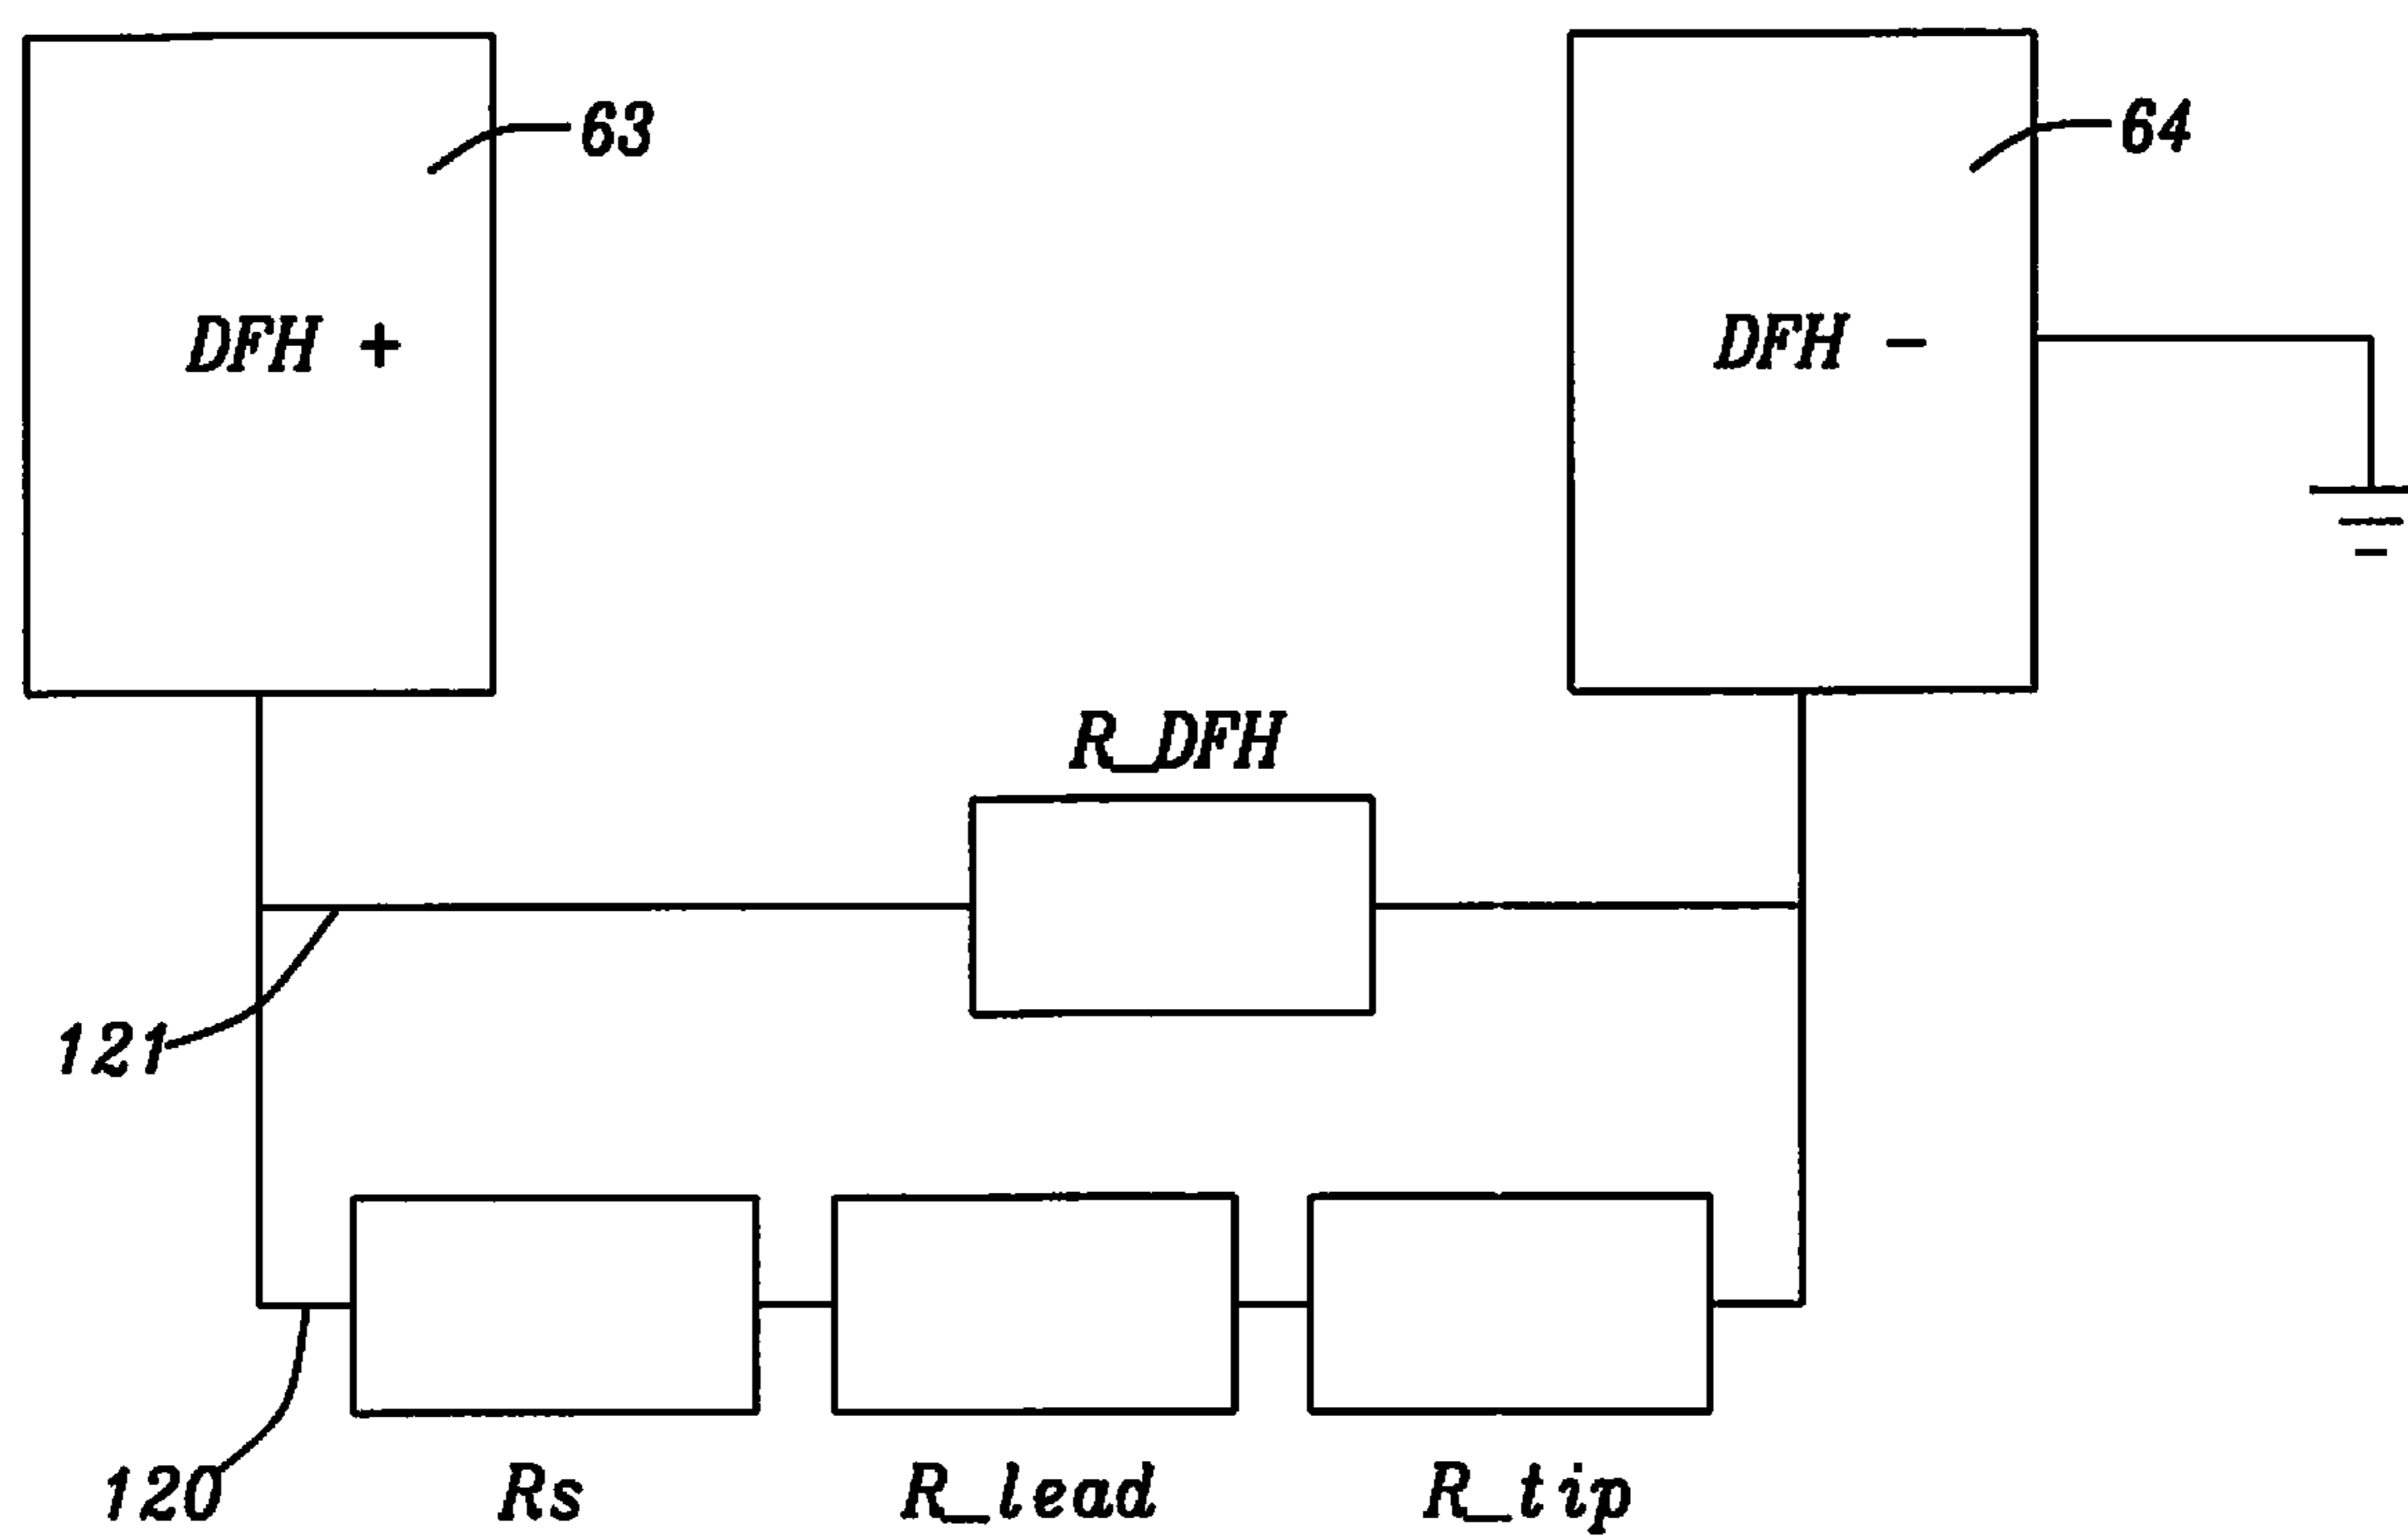 63
64
DFH +
DFH -
R_DFH
121
120
Rs
R_lead
R_tip